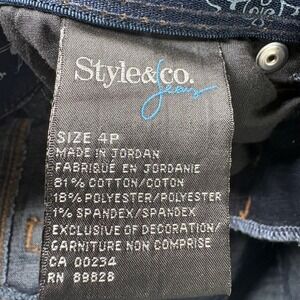 Style&co.
Jeans
SIZE 4P
MADE IN JORDAN
FABRIQUÉ EN JORDANIE
81% COTTON/COTON
18% POLYESTER/POLYESTER
1% SPANDEX/SPANDEX
EXCLUSIVE OF DECORATION/
GARNITURE NON COMPRISE
CA 00234
RN 89828